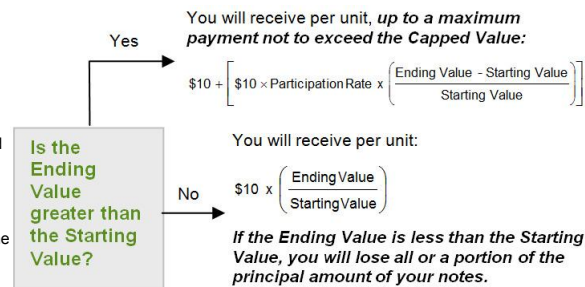 You will receive per unit, up to a maximum
payment not to exceed the Capped Value:
Yes
$10 + [$10 × Participation Rate x (Ending Value - Starting Value / Starting Value)]
Is the
Ending
Value
greater than
the Starting
Value?
You will receive per unit:
No
$10 x (Ending Value / Starting Value)
If the Ending Value is less than the Starting
Value, you will lose all or a portion of the
principal amount of your notes.